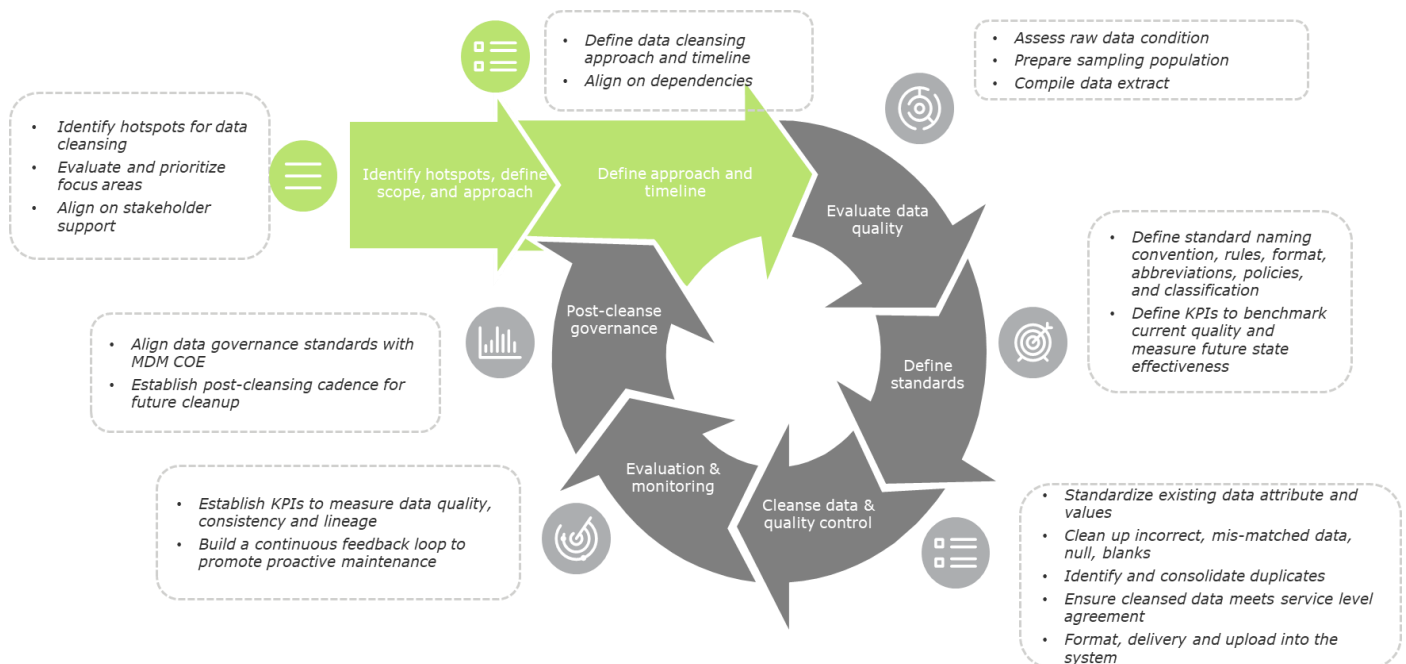 • Define data cleansing
approach and timeline
• Align on dependencies
• Assess raw data condition
• Prepare sampling population
• Compile data extract
• Identify hotspots for data
cleansing
• Evaluate and prioritize
focus areas
• Align on stakeholder
support
Identify hotspots, define
scope, and approach
Define approach and
timeline
Evaluate data
quality
• Define standard naming
convention, rules, format,
abbreviations, policies,
and classification
• Define KPIs to benchmark
current quality and
measure future state
effectiveness
Post-cleanse
governance
• Align data governance standards with
MDM COE
• Establish post-cleansing cadence for
future cleanup
Define
standards
Evaluation &
monitoring
Cleanse data &
quality control
• Establish KPIs to measure data quality,
consistency and lineage
• Build a continuous feedback loop to
promote proactive maintenance
• Standardize existing data attribute and
values
• Clean up incorrect, mis-matched data,
null, blanks
• Identify and consolidate duplicates
• Ensure cleansed data meets service level
agreement
• Format, delivery and upload into the
system